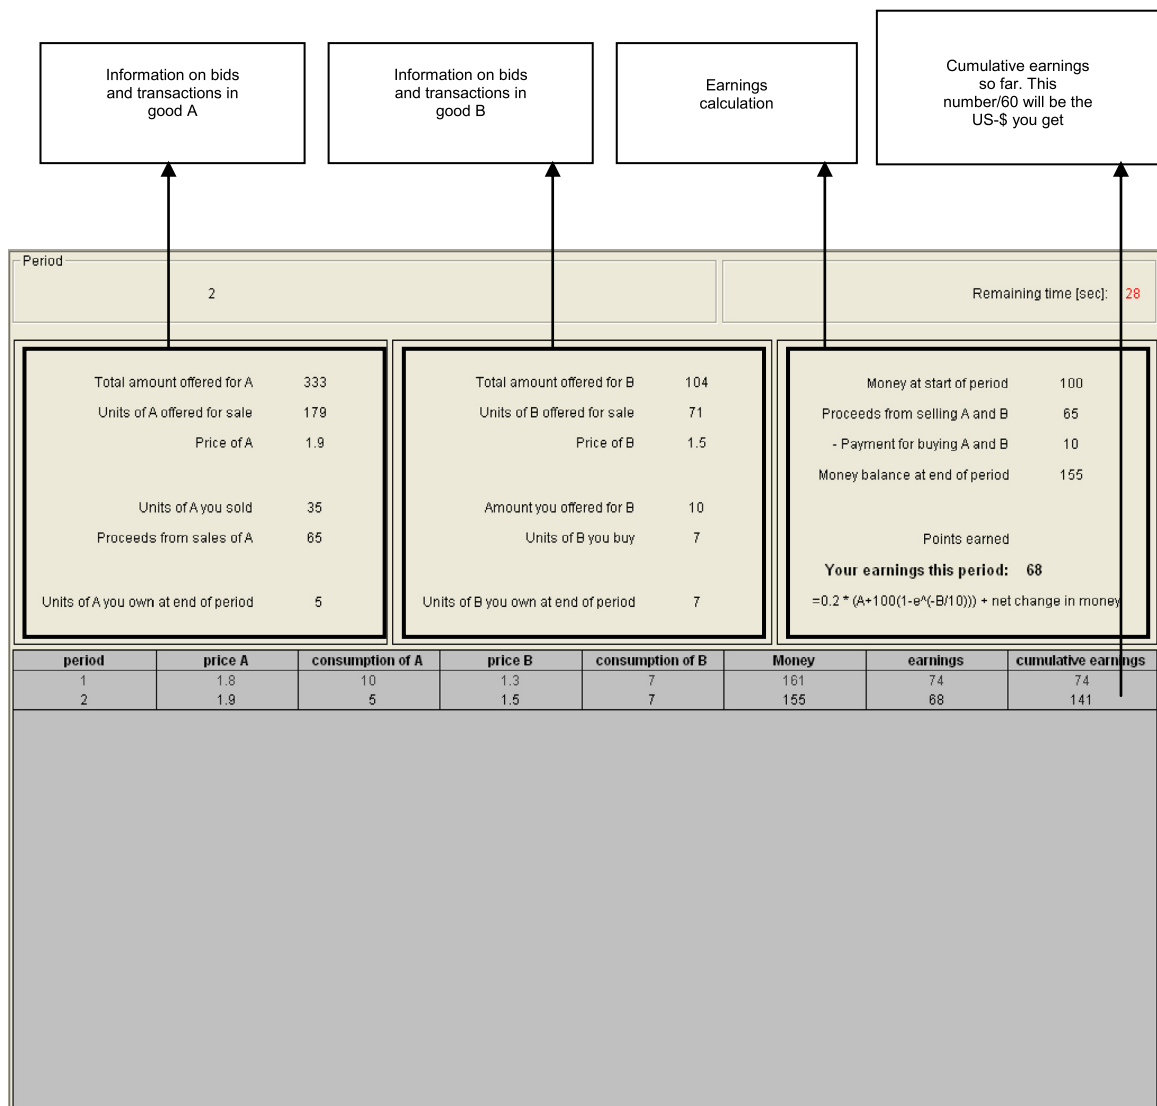 Information on bids
and transactions in
good A
Information on bids
and transactions in
good B
Earnings
calculation
Cumulative earnings
so far. This
number/60 will be the
US-$ you get
Period
2
Remaining time [sec]: 28
Total amount offered for A 333
Units of A offered for sale 179
Price of A 1.9
Units of A you sold 35
Proceeds from sales of A 65
Units of A you own at end of period 5
Total amount offered for B 104
Units of B offered for sale 71
Price of B 1.5
Amount you offered for B 10
Units of B you buy 7
Units of B you own at end of period 7
Money at start of period 100
Proceeds from selling A and B 65
- Payment for buying A and B 10
Money balance at end of period 155
Points earned
Your earnings this period: 68
=0.2 * (A+100(1-e^(-B/10))) + net change in money
period price A consumption of A price B consumption of B Money earnings cumulative earnings
1 1.8 10 1.3 7 161 74 74
2 1.9 5 1.5 7 155 68 141